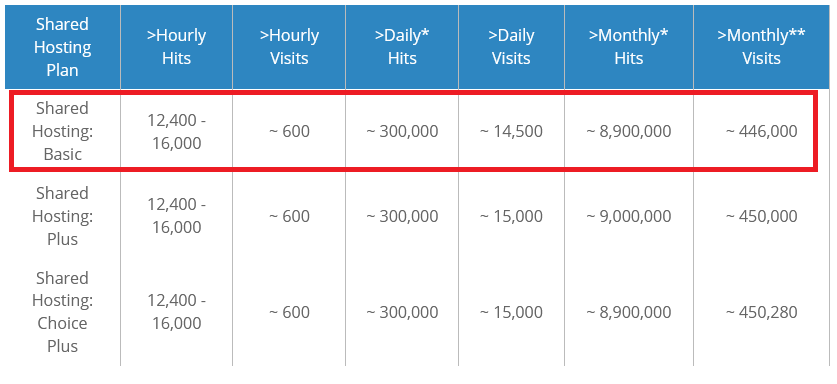 Shared Hosting Plan >Hourly Hits >Hourly Visits >Daily* Hits >Daily Visits >Monthly* Hits >Monthly** Visits
Shared Hosting: Basic 12,400 - 16,000 ~ 600 ~ 300,000 ~ 14,500 ~ 8,900,000 ~ 446,000
Shared Hosting: Plus 12,400 - 16,000 ~ 600 ~ 300,000 ~ 15,000 ~ 9,000,000 ~ 450,000
Shared Hosting: Choice Plus 12,400 - 16,000 ~ 600 ~ 300,000 ~ 15,000 ~ 8,900,000 ~ 450,280